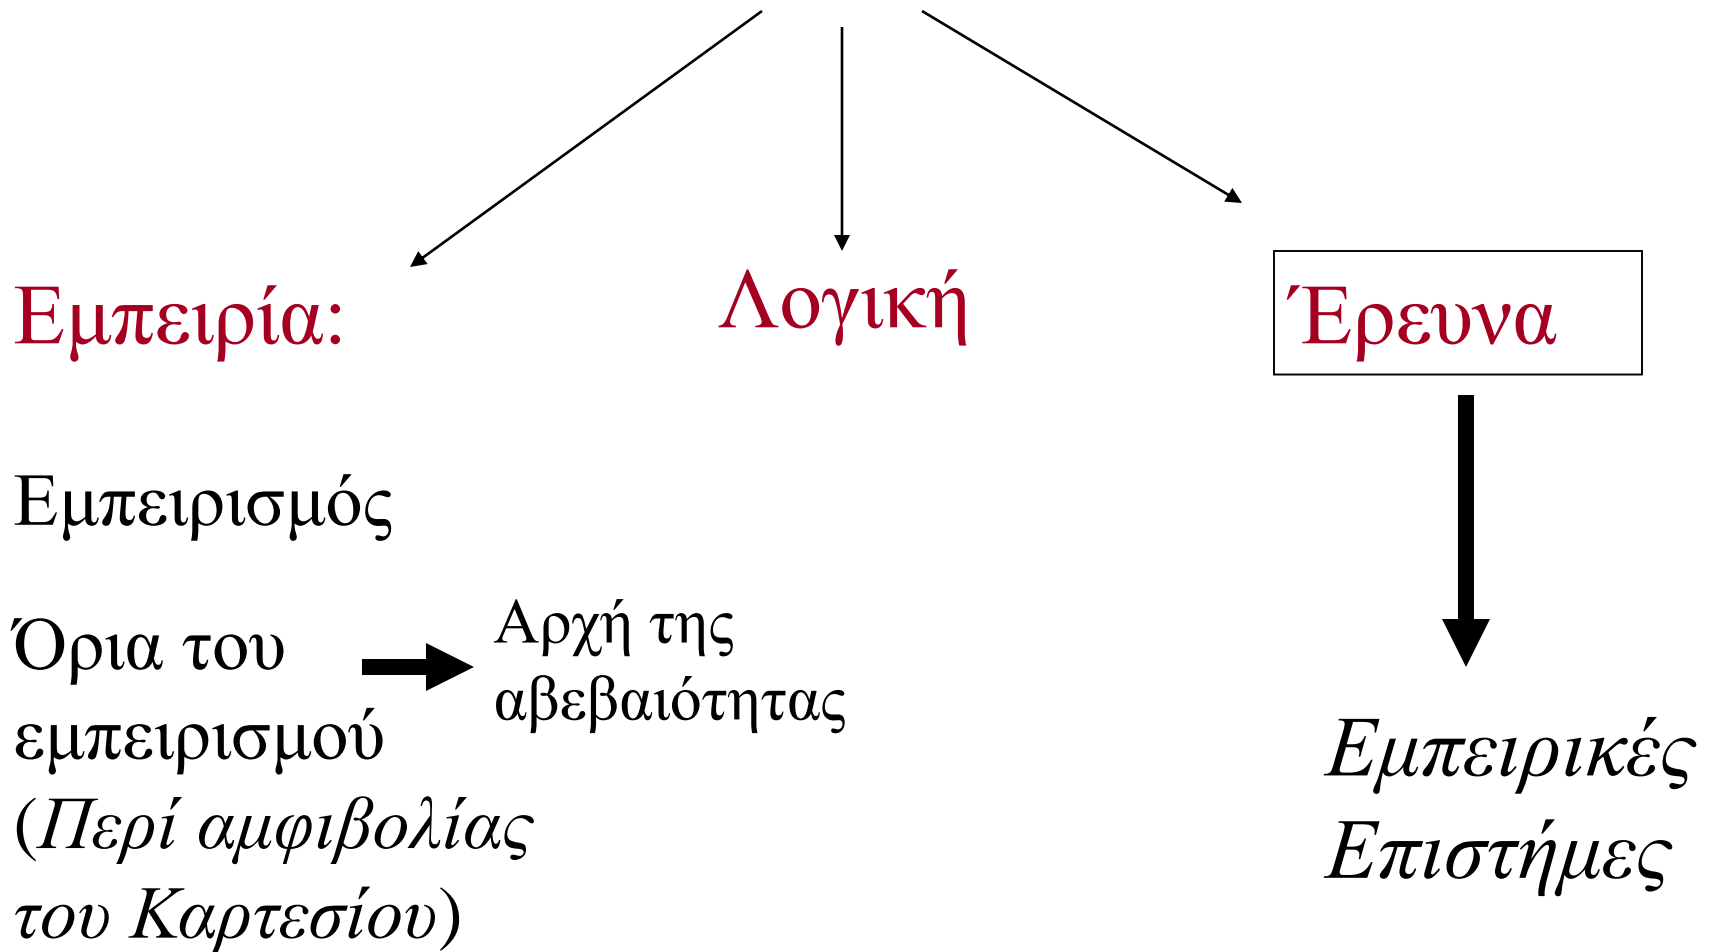 Εμπειρία:
Λογική
Έρευνα
Εμπειρισμός
Όρια του
εμπειρισμού
(Περί αμφιβολίας
του Καρτεσίου)
Αρχή της
αβεβαιότητας
Εμπειρικές
Επιστήμες